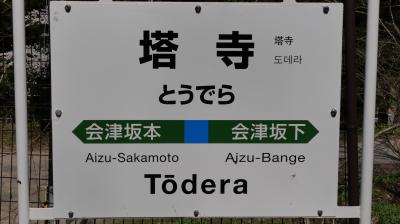 塔寺
塔寺
도데라
とうでら
会津坂本 会津坂下
Aizu-Sakamoto Aizu-Bange
Tōdera